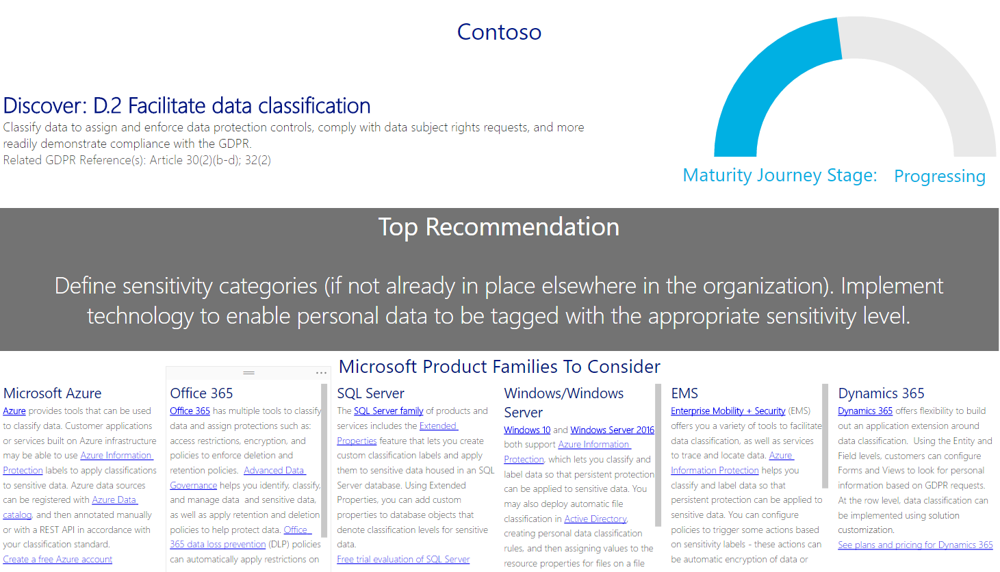 Contoso
Discover: D.2 Facilitate data classification
Classify data to assign and enforce data protection controls, comply with data subject rights requests, and more
readily demonstrate compliance with the GDPR.
Related GDPR Reference(s): Article 30(2)(b-d); 32(2)
Maturity Journey Stage: Progressing
Top Recommendation
Define sensitivity categories (if not already in place elsewhere in the organization). Implement
technology to enable personal data to be tagged with the appropriate sensitivity level.
Microsoft Product Families To Consider
Microsoft Azure
Azure provides tools that can be used
to classify data. Customer applications
or services built on Azure infrastructure
may be able to use Azure Information
Protection labels to apply classifications
to sensitive data. Azure data sources
can be registered with Azure Data
catalog, and then annotated manually
or with a REST API in accordance with
your classification standard.
Create a free Azure account
Office 365
Office 365 has multiple tools to classify
data and assign protections such as:
access restrictions, encryption, and
policies to enforce deletion and
retention policies. Advanced Data
Governance helps you identify, classify,
and manage data and sensitive data,
as well as apply retention and deletion
policies to help protect data. Office
365 data loss prevention (DLP) policies
can automatically apply restrictions on
SQL Server
The SQL Server family of products and
services includes the Extended
Properties feature that lets you create
custom classification labels and apply
them to sensitive data housed in an SQL
Server database. Using Extended
Properties, you can add custom
properties to database objects that
denote classification levels for sensitive
data.
Free trial evaluation of SQL Server
Windows/Windows
Server
Windows 10 and Windows Server 2016
both support Azure Information
Protection, which lets you classify and
label data so that persistent protection
can be applied to sensitive data. You
may also deploy automatic file
classification in Active Directory,
creating personal data classification
rules, and then assigning values to the
resource properties for files on a file
EMS
Enterprise Mobility + Security (EMS)
offers you a variety of tools to facilitate
data classification, as well as services
to trace and locate data. Azure
Information Protection helps you
classify and label data so that
persistent protection can be applied to
sensitive data. You can configure
policies to trigger some actions based
on sensitivity labels - these actions can
be automatic encryption of data or
Dynamics 365
Dynamics 365 offers flexibility to build
out an application extension around
data classification. Using the Entity and
Field levels, customers can configure
Forms and Views to look for personal
information based on GDPR requests.
At the row level, data classification can
be implemented using solution
customization.
See plans and pricing for Dynamics 365